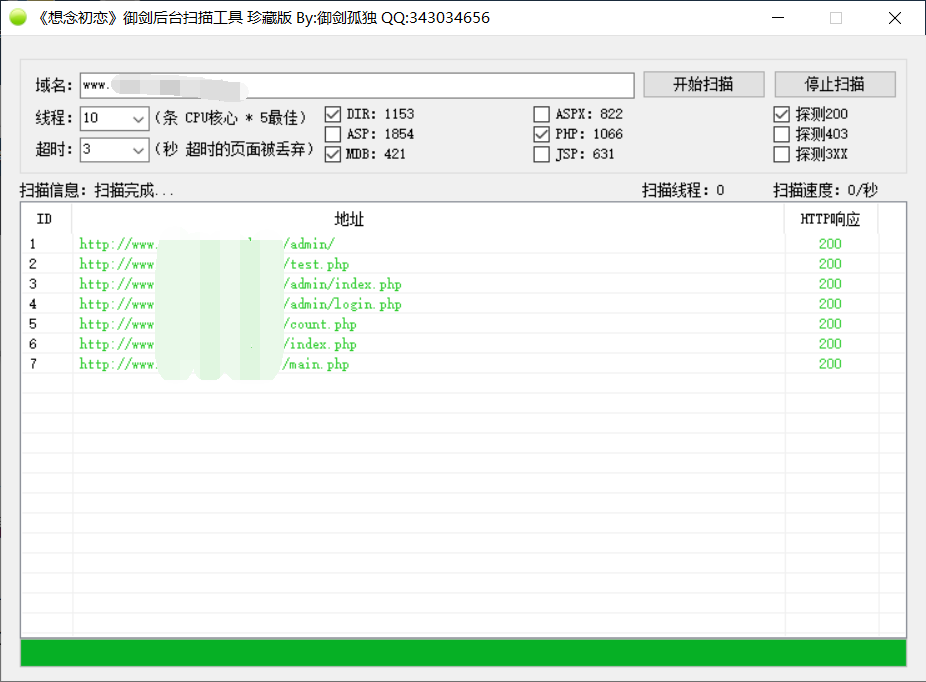 《想念初恋》御剑后台扫描工具 珍藏版 By:御剑孤独 QQ:343034656
域名: www. 开始扫描 停止扫描
线程: 10 (条 CPU核心 * 5最佳) DIR: 1153 ASPX: 822 探测200
ASP: 1854 PHP: 1066 探测403
超时: 3 (秒 超时的页面被丢弃) MDB: 421 JSP: 631 探测3XX
扫描信息: 扫描完成... 扫描线程: 0 扫描速度: 0/秒
ID 地址 HTTP响应
1 http://www. /admin/ 200
2 http://www /test.php 200
3 http://www /admin/index.php 200
4 http://www /admin/login.php 200
5 http://www /count.php 200
6 http://www /index.php 200
7 http://www. /main.php 200